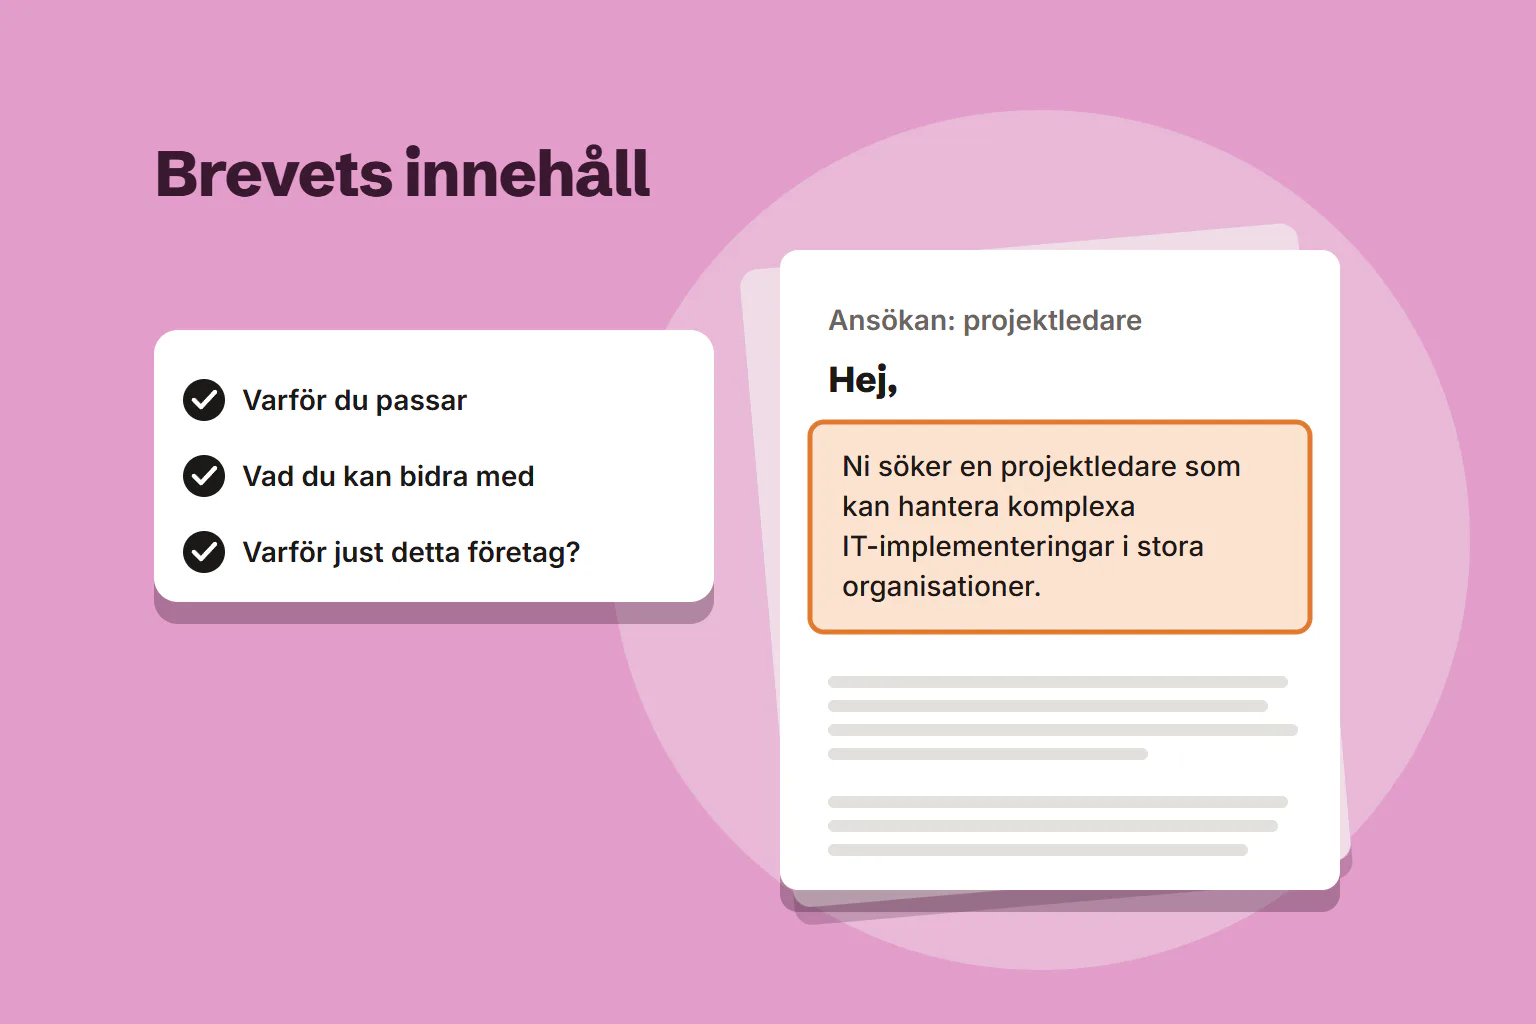 Brevets innehåll
Varför du passar
Vad du kan bidra med
Varför just detta företag?
Ansökan: projektledare
Hej,
Ni söker en projektledare som
kan hantera komplexa
IT-implementeringar i stora
organisationer.